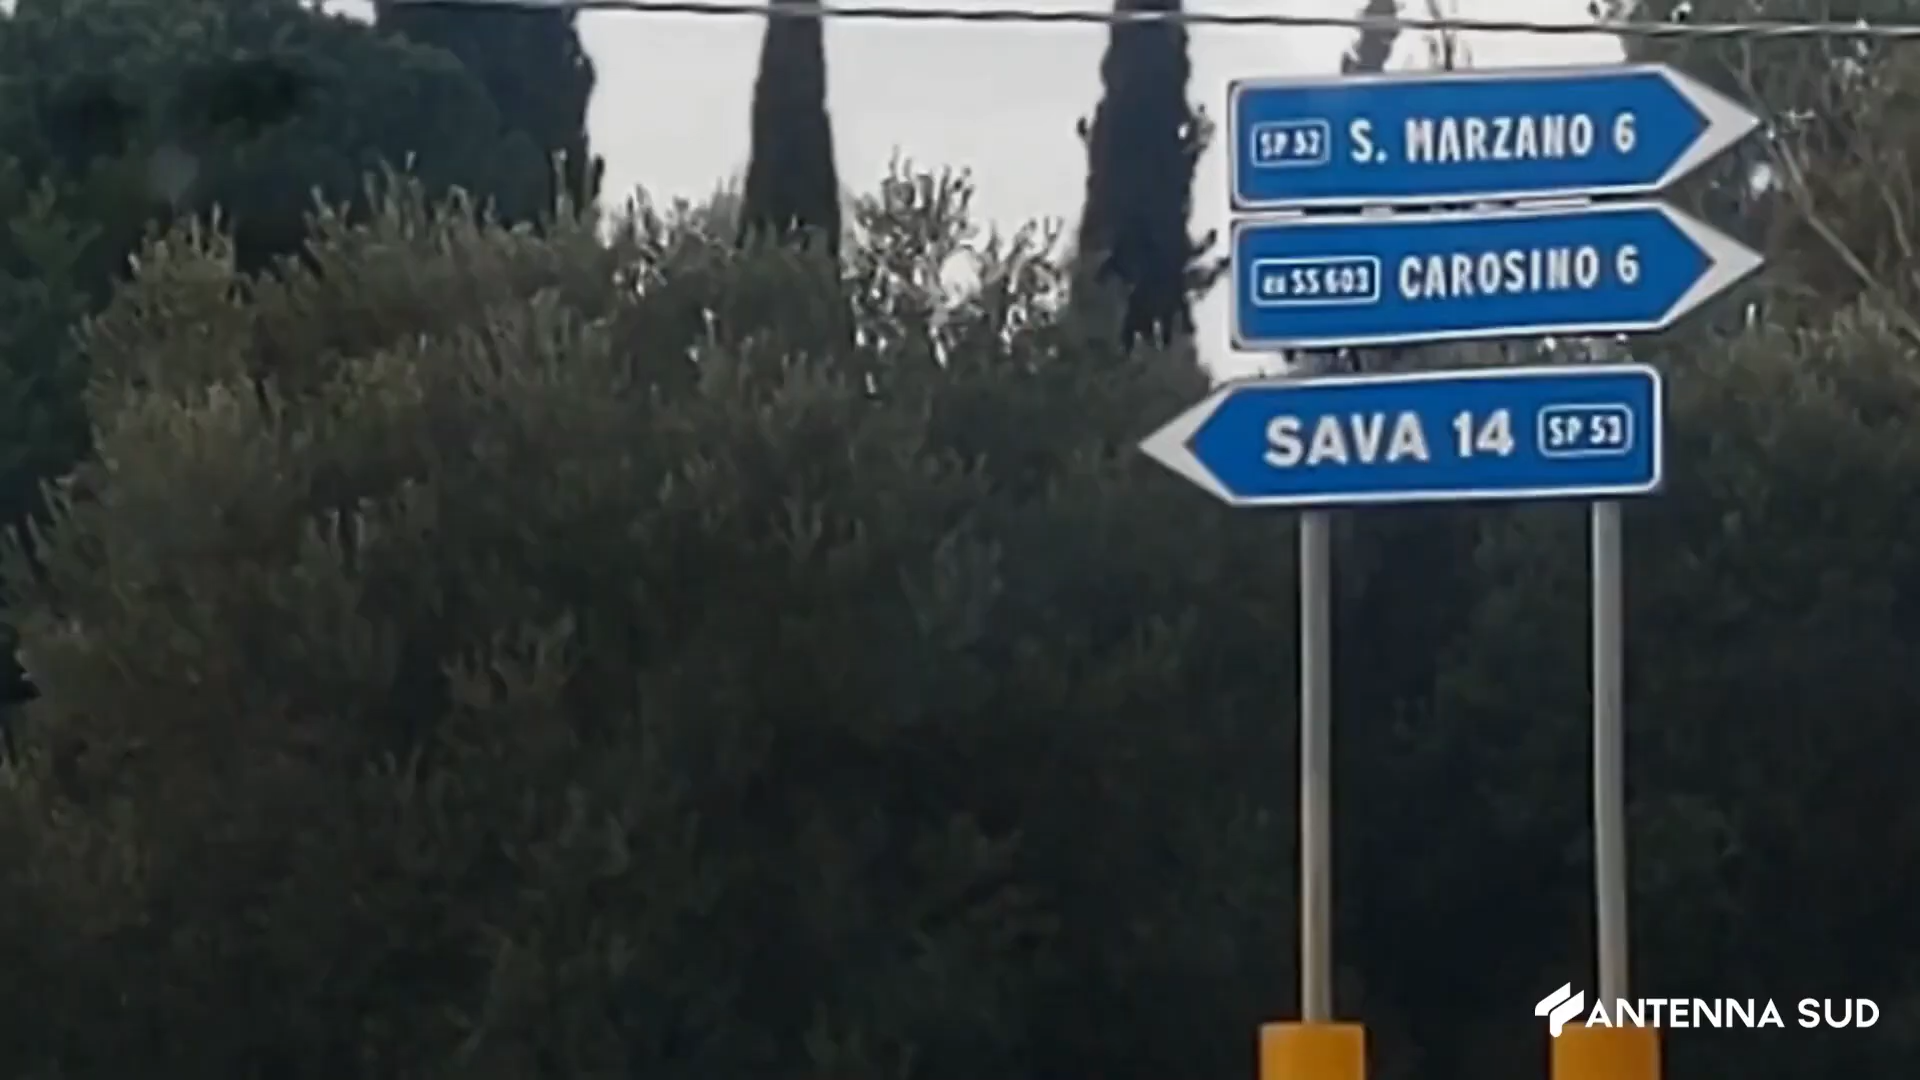 SP 52 S. MARZANO 6
ex SS 603 CAROSINO 6
SAVA 14 SP 53
ANTENNA SUD